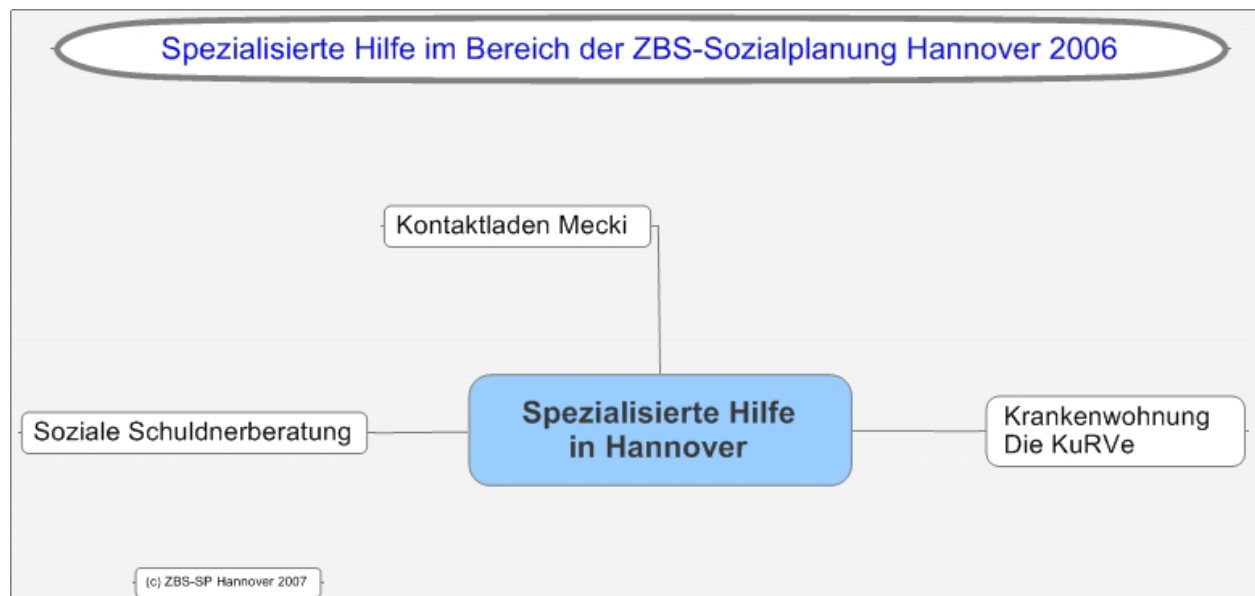 Spezialisierte Hilfe im Bereich der ZBS-Sozialplanung Hannover 2006
Kontaktladen Mecki
Soziale Schuldnerberatung
Spezialisierte Hilfe
in Hannover
Krankenwohnung
Die KuRVe
(c) ZBS-SP Hannover 2007